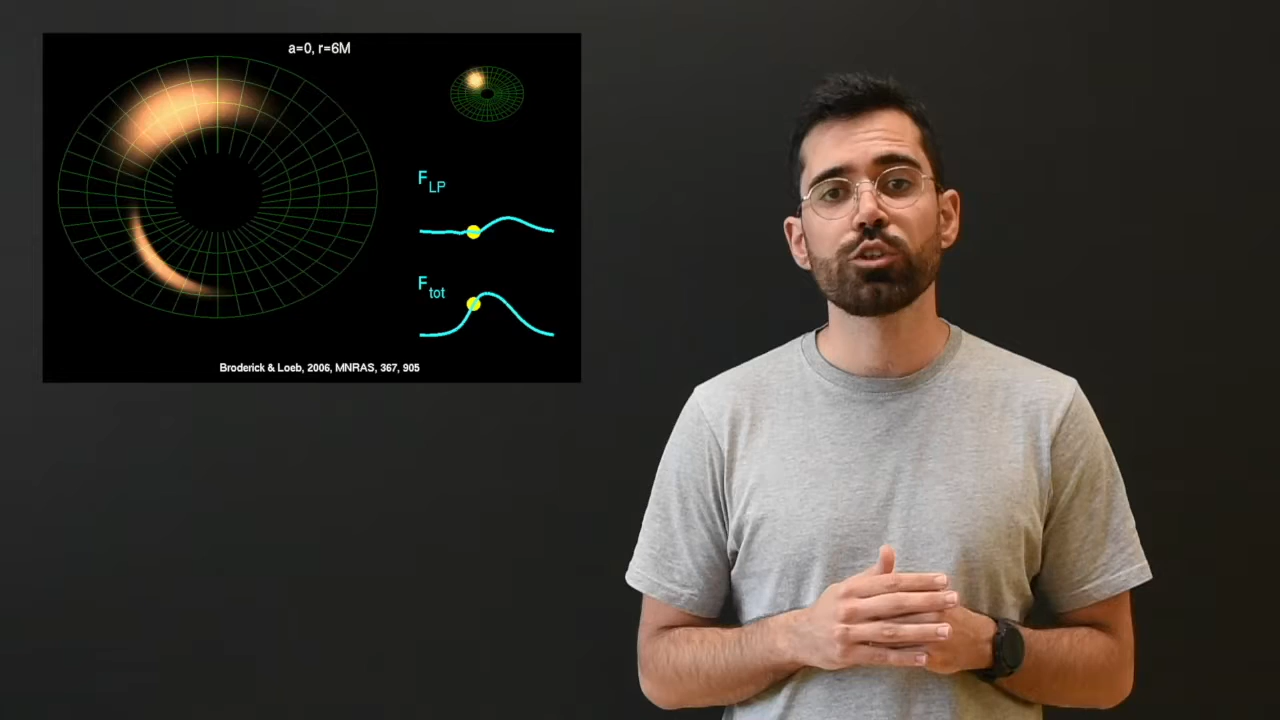 a=0, r=6M
F_LP
F_tot
Broderick & Loeb, 2006, MNRAS, 367, 905